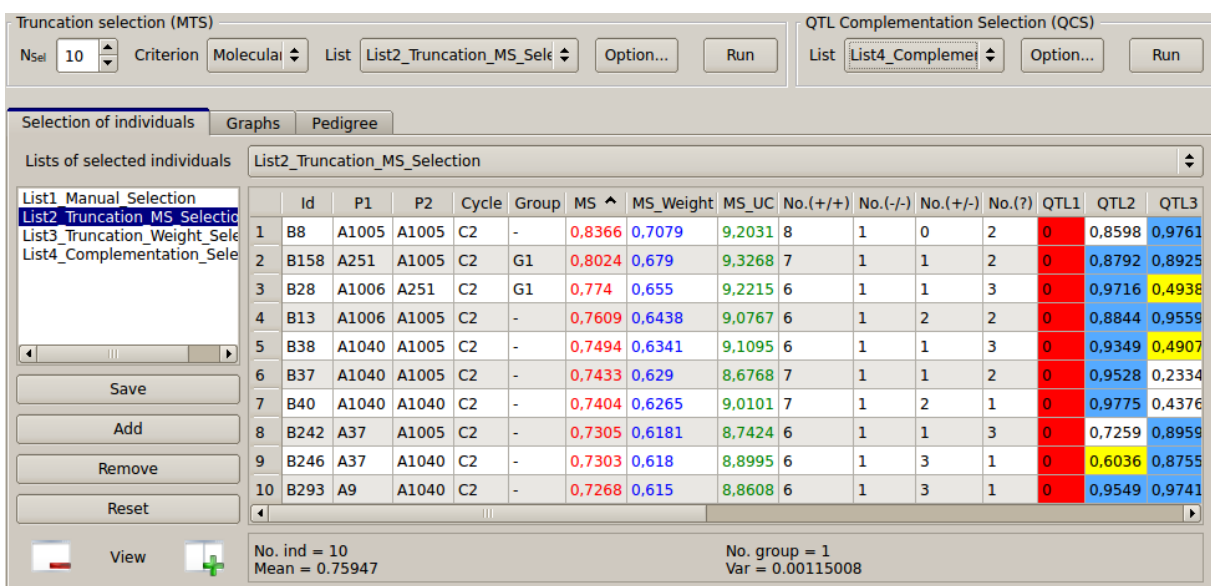 Truncation selection (MTS) QTL Complementation Selection (QCS)
NSel 10 Criterion Molecular List List2_Truncation_MS_Sele Option... Run List List4_Complemen Option... Run
Selection of individuals Graphs Pedigree
Lists of selected individuals List2_Truncation_MS_Selection
List1_Manual_Selection
List2_Truncation_MS_Selectio
List3_Truncation_Weight_Sele
List4_Complementation_Sele
Id P1 P2 Cycle Group MS MS_Weight MS_UC No.(+/+) No.(-/-) No.(+/-) No.(?) QTL1 QTL2 QTL3
1 B8 A1005 A1005 C2 - 0,8366 0,7079 9,2031 8 1 0 2 0 0,8598 0,9761
2 B158 A251 A1005 C2 G1 0,8024 0,679 9,3268 7 1 1 2 0 0,8792 0,8925
3 B28 A1006 A251 C2 G1 0,774 0,655 9,2215 6 1 1 3 0 0,9716 0,4938
4 B13 A1006 A1005 C2 - 0,7609 0,6438 9,0767 6 1 2 2 0 0,8844 0,9559
5 B38 A1040 A1005 C2 - 0,7494 0,6341 9,1095 6 1 1 3 0 0,9349 0,4907
6 B37 A1040 A1005 C2 - 0,7433 0,629 8,6768 7 1 1 2 0 0,9528 0,2334
7 B40 A1040 A1040 C2 - 0,7404 0,6265 9,0101 7 1 2 1 0 0,9775 0,4376
8 B242 A37 A1005 C2 - 0,7305 0,6181 8,7424 6 1 1 3 0 0,7259 0,8959
9 B246 A37 A1040 C2 - 0,7303 0,618 8,8995 6 1 3 1 0 0,6036 0,8755
10 B293 A9 A1040 C2 - 0,7268 0,615 8,8608 6 1 3 1 0 0,9549 0,9741
Save
Add
Remove
Reset
View
No. ind = 10 No. group = 1
Mean = 0.75947 Var = 0.00115008